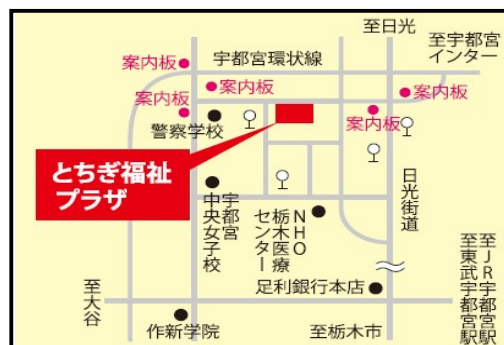 至日光
至宇都宮
インター
宇都宮環状線
案内板
案内板
案内板
案内板
案内板
警察学校
とちぎ福祉
プラザ
宇都宮
中央女子校
NHO
栃木医療
センター
日光街道
足利銀行本店
至JR宇都宮駅
至東武宇都宮駅
至大谷
作新学院
至栃木市